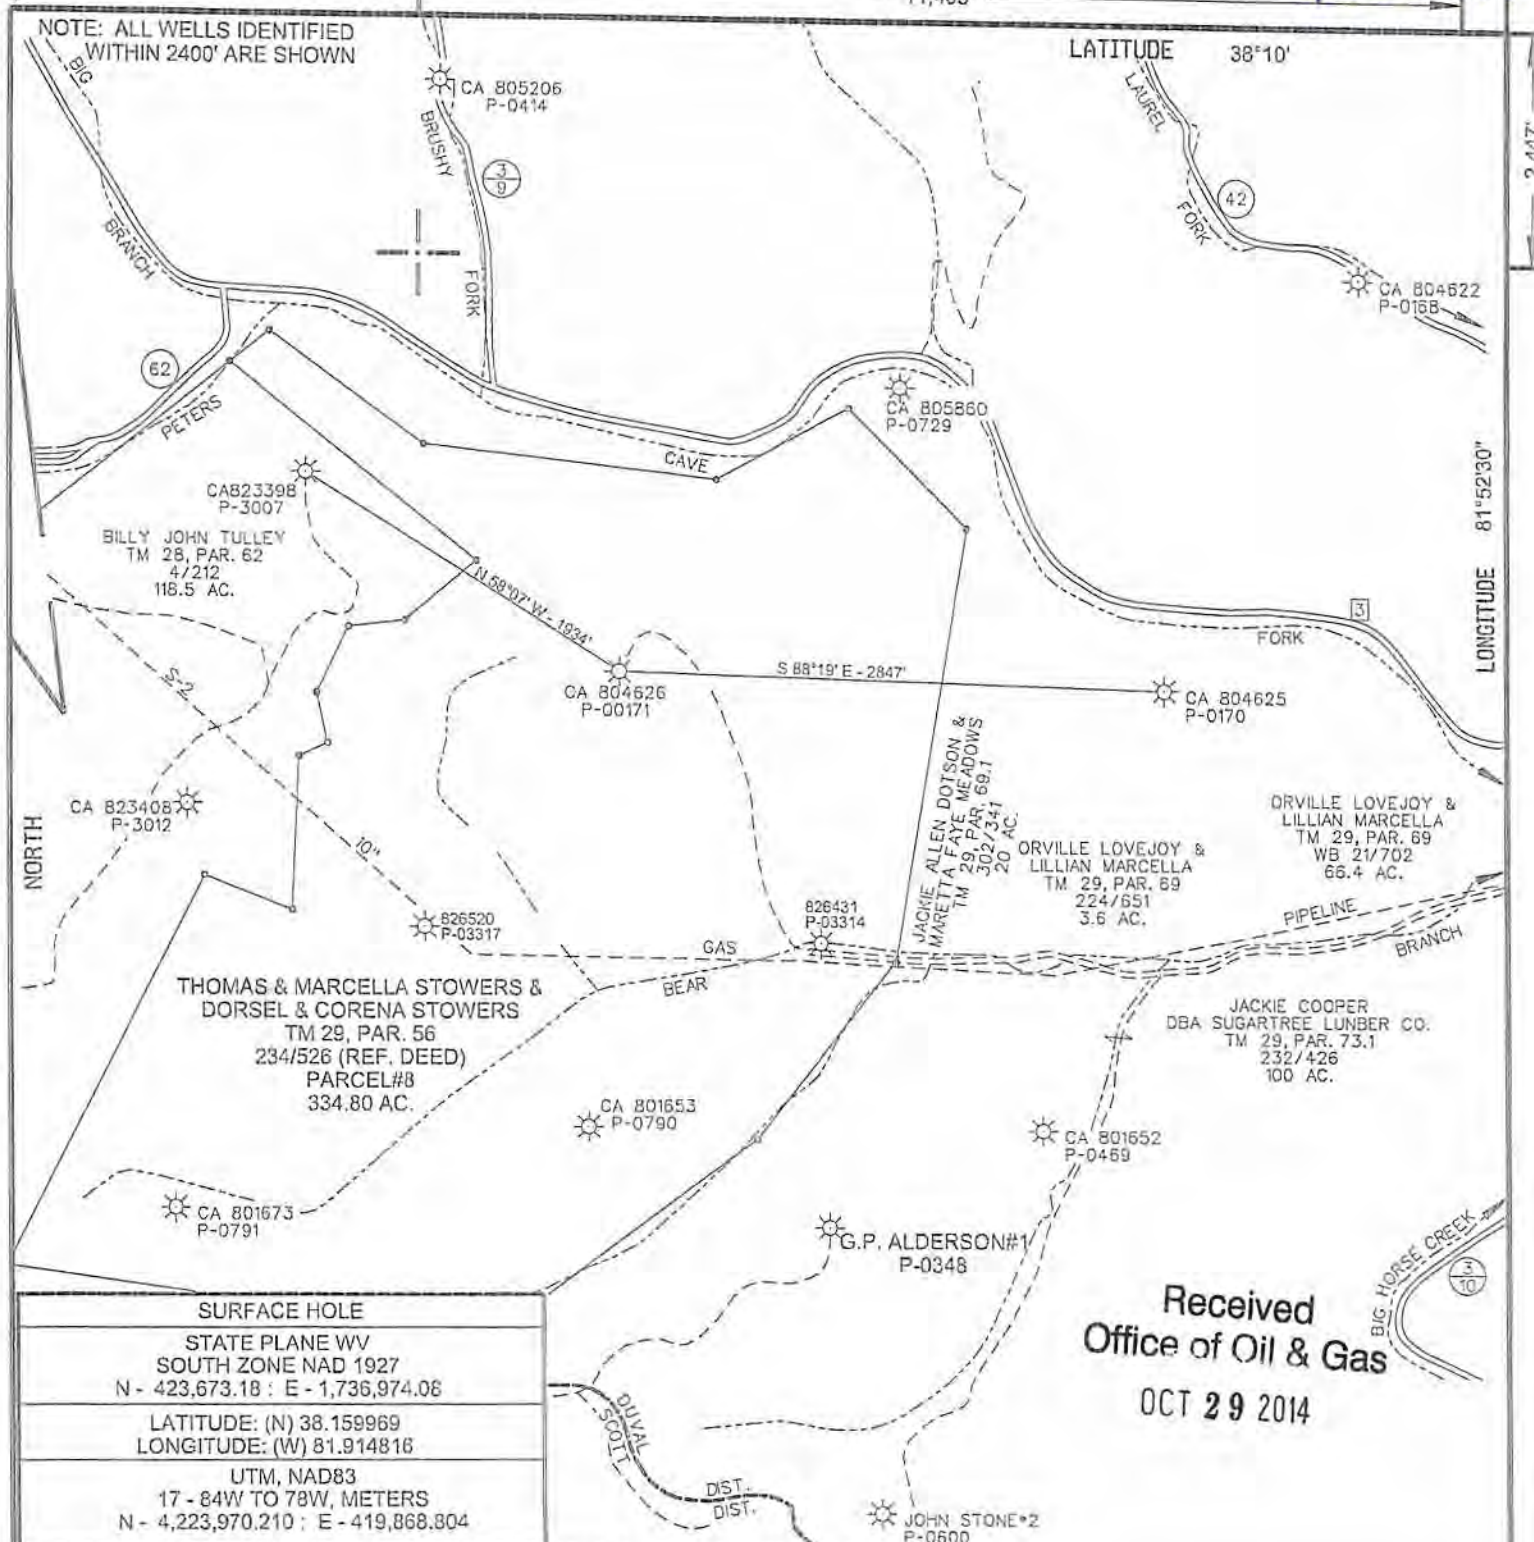 NOTE: ALL WELLS IDENTIFIED
WITHIN 2400' ARE SHOWN
LATITUDE 38°10'
2,447'
BIG
BRANCH
CA 805206
P-0414
BRUSHY
FORK
3
9
LAUREL
FORK
42
CA 804622
P-0168
62
PETERS
CAVE
CA 805860
P-0729
LONGITUDE 81°52'30"
CA823398
P-3007
BILLY JOHN TULLEY
TM 28, PAR. 62
4/212
118.5 AC.
N 58°07' W - 1934'
3
FORK
S-2
CA 804626
P-00171
S 88°19' E - 2847'
CA 804625
P-0170
NORTH
CA 823408
P-3012
10"
JACKIE ALLEN DOTSON &
MARETTA FAYE MEADOWS
TM 29, PAR. 69.1
302/341
20 AC.
ORVILLE LOVEJOY &
LILLIAN MARCELLA
TM 29, PAR. 69
224/651
3.6 AC.
ORVILLE LOVEJOY &
LILLIAN MARCELLA
TM 29, PAR. 69
WB 21/702
66.4 AC.
826520
P-03317
826431
P-03314
GAS
PIPELINE
BEAR
BRANCH
THOMAS & MARCELLA STOWERS &
DORSEL & CORENA STOWERS
TM 29, PAR. 56
234/526 (REF. DEED)
PARCEL#8
334.80 AC.
JACKIE COOPER
DBA SUGARTREE LUNBER CO.
TM 29, PAR. 73.1
232/426
100 AC.
CA 801653
P-0790
CA 801652
P-0469
CA 801673
P-0791
G.P. ALDERSON#1
P-0348
BIG HORSE CREEK
3
10
Received
Office of Oil & Gas
OCT 29 2014
SURFACE HOLE
STATE PLANE WV
SOUTH ZONE NAD 1927
N - 423,673.18 : E - 1,736,974.08
LATITUDE: (N) 38.159969
LONGITUDE: (W) 81.914816
UTM, NAD83
17 - 84W TO 78W, METERS
N - 4,223,970.210 : E - 419,868.804
DUVAL
SCOTT
DIST.
DIST.
JOHN STONE#2
P-0600